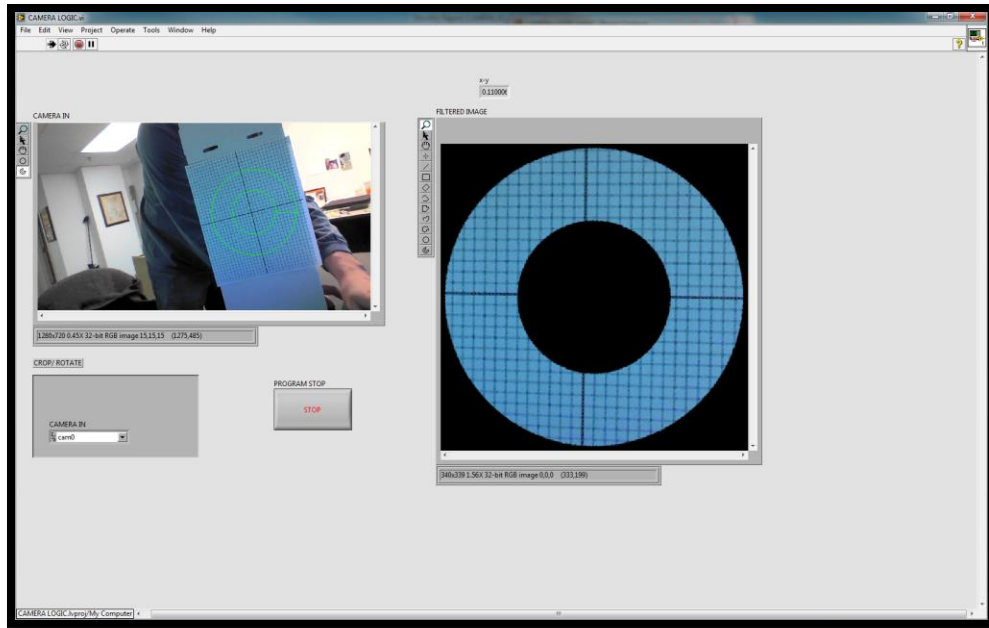 CAMERA LOGIC.vi
File Edit View Project Operate Tools Window Help
x-y
0.11000
CAMERA IN
FILTERED IMAGE
1280x720 0.45X 32-bit RGB image 15,15,15 (1275,485)
CROP/ ROTATE
PROGRAM STOP
STOP
CAMERA IN
cam0
340x339 1.56X 32-bit RGB image 0,0,0 (333,199)
CAMERA LOGIC.lvproj/My Computer